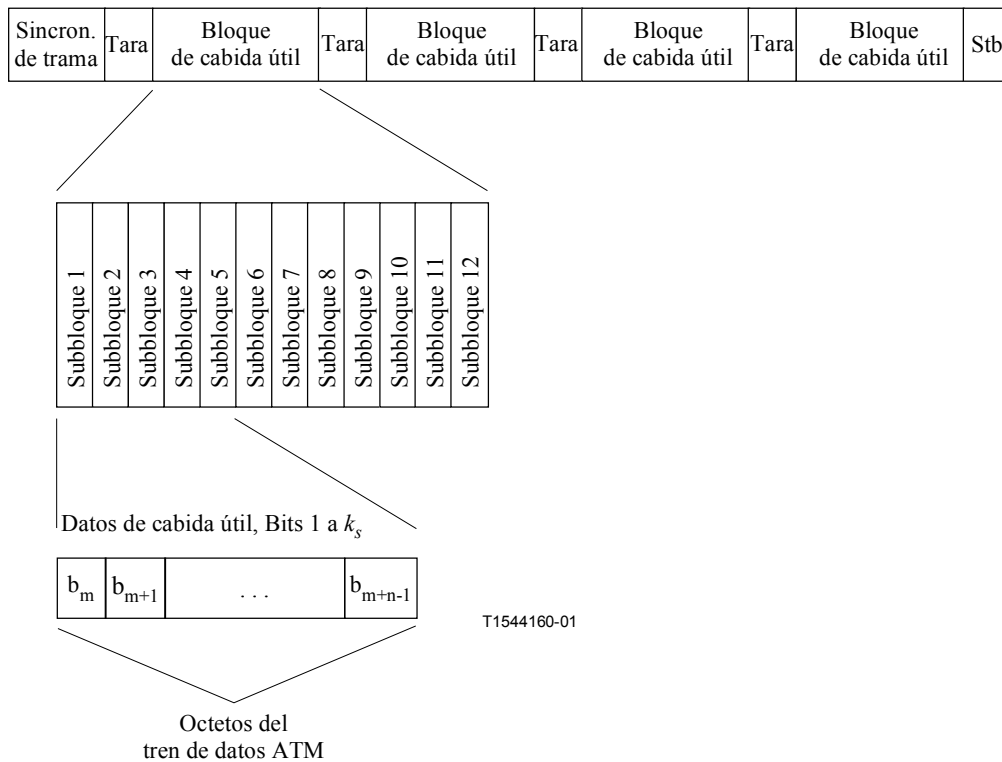 Sincron.
de trama
Tara
Bloque
de cabida útil
Tara
Bloque
de cabida útil
Tara
Bloque
de cabida útil
Tara
Bloque
de cabida útil
Stb
Subbloque 1
Subbloque 2
Subbloque 3
Subbloque 4
Subbloque 5
Subbloque 6
Subbloque 7
Subbloque 8
Subbloque 9
Subbloque 10
Subbloque 11
Subbloque 12
Datos de cabida útil, Bits 1 a kₛ
bₘ
bₘ₊₁
. . .
bₘ₊ₙ₋₁
T1544160-01
Octetos del
tren de datos ATM